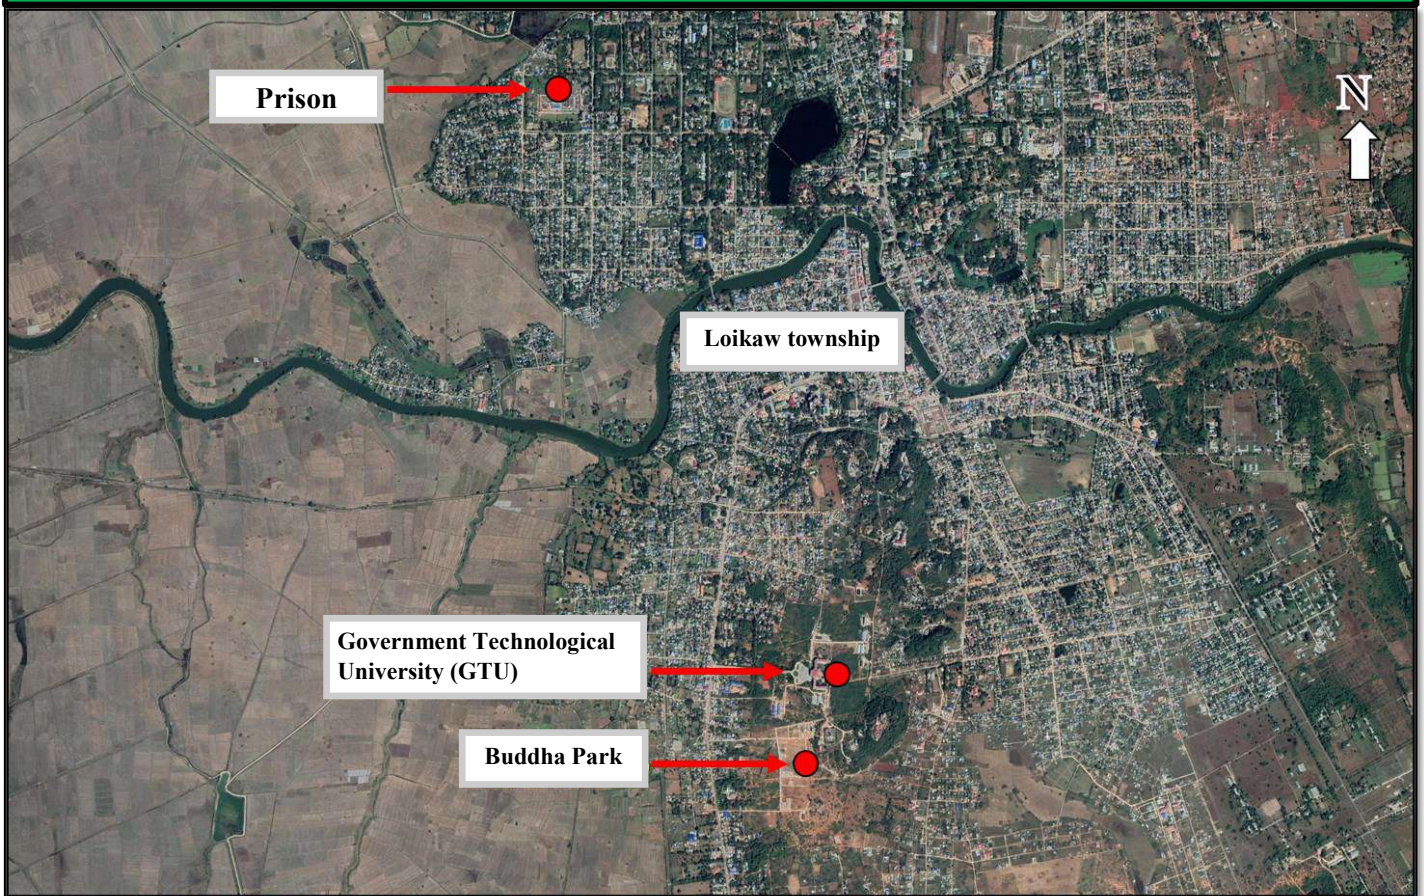 Prison
N
Loikaw township
Government Technological
University (GTU)
Buddha Park